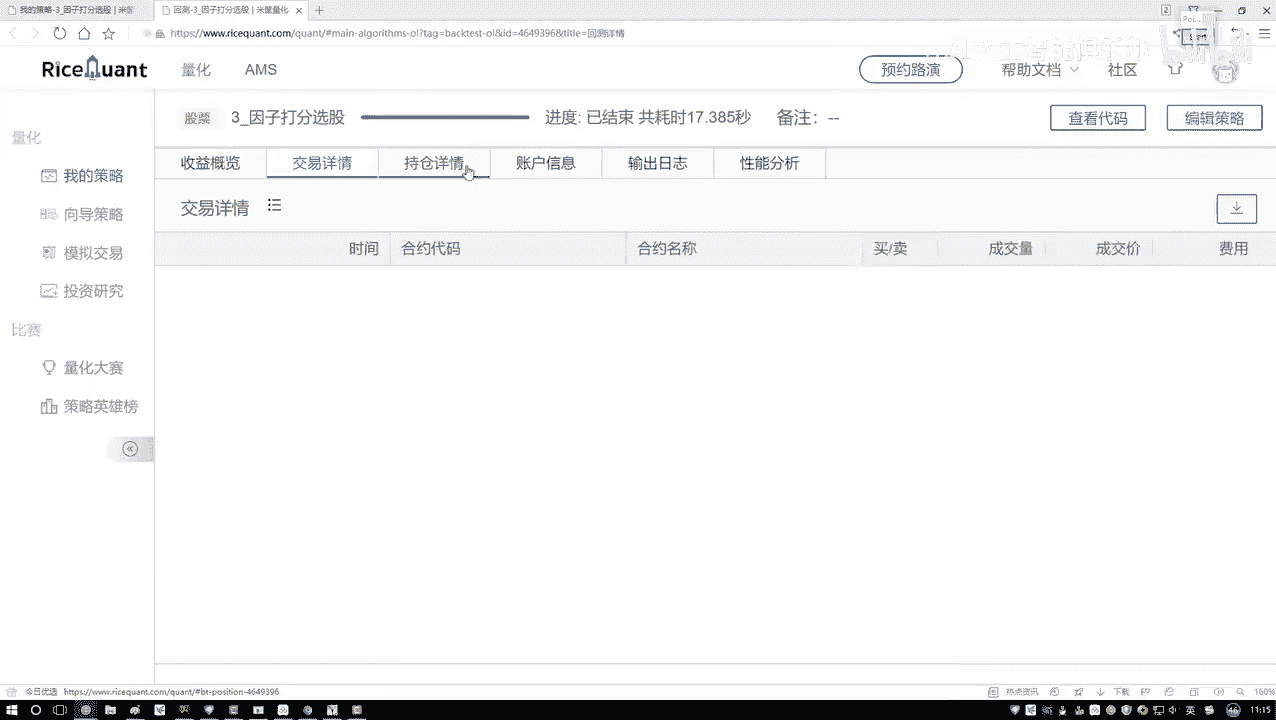 我的策略-3_因子打分选股 | 米筐
回测-3_因子打分选股 | 米筐量化
https://www.ricequant.com/quant/#main-algorithms-ol?tag=backtest-ol&id=4649396&title=回测详情
RiceQuant
量化
AMS
预约路演
帮助文档
社区
股票
3_因子打分选股
进度: 已结束 共耗时17.385秒
备注: --
查看代码
编辑策略
量化
我的策略
向导策略
模拟交易
投资研究
比赛
量化大赛
策略英雄榜
收益概览
交易详情
持仓详情
账户信息
输出日志
性能分析
交易详情
时间
合约代码
合约名称
买/卖
成交量
成交价
费用
今日优选
https://www.ricequant.com/quant/#bt-position-4649396
热点资讯
下载
160%
英
11:15